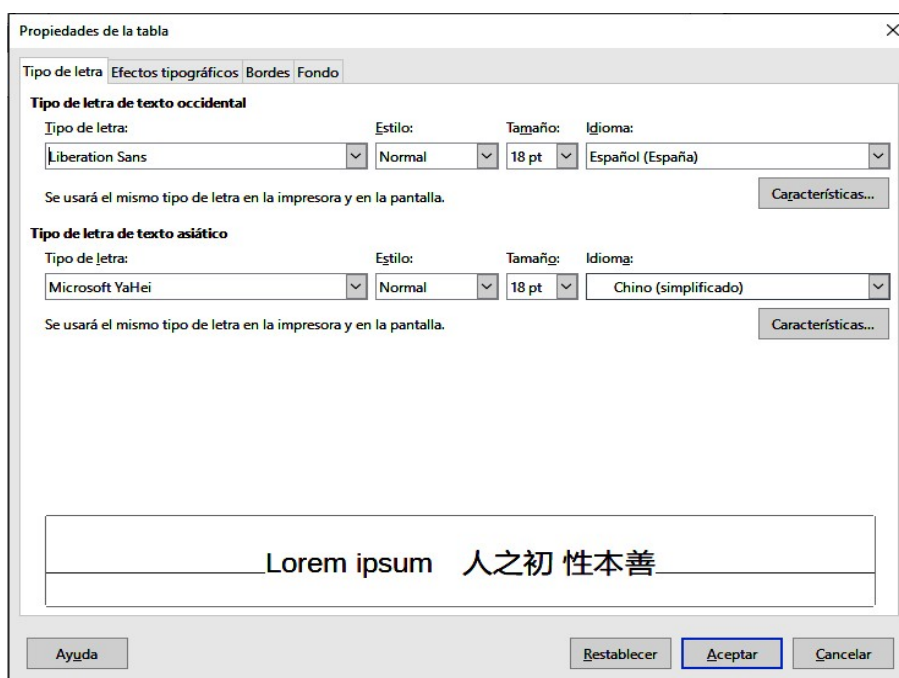 Propiedades de la tabla
Tipo de letra Efectos tipográficos Bordes Fondo
Tipo de letra de texto occidental
Tipo de letra: Estilo: Tamaño: Idioma:
Liberation Sans Normal 18 pt Español (España)
Se usará el mismo tipo de letra en la impresora y en la pantalla. Características...
Tipo de letra de texto asiático
Tipo de letra: Estilo: Tamaño: Idioma:
Microsoft YaHei Normal 18 pt Chino (simplificado)
Se usará el mismo tipo de letra en la impresora y en la pantalla. Características...
Lorem ipsum 人之初 性本善
Ayuda Restablecer Aceptar Cancelar